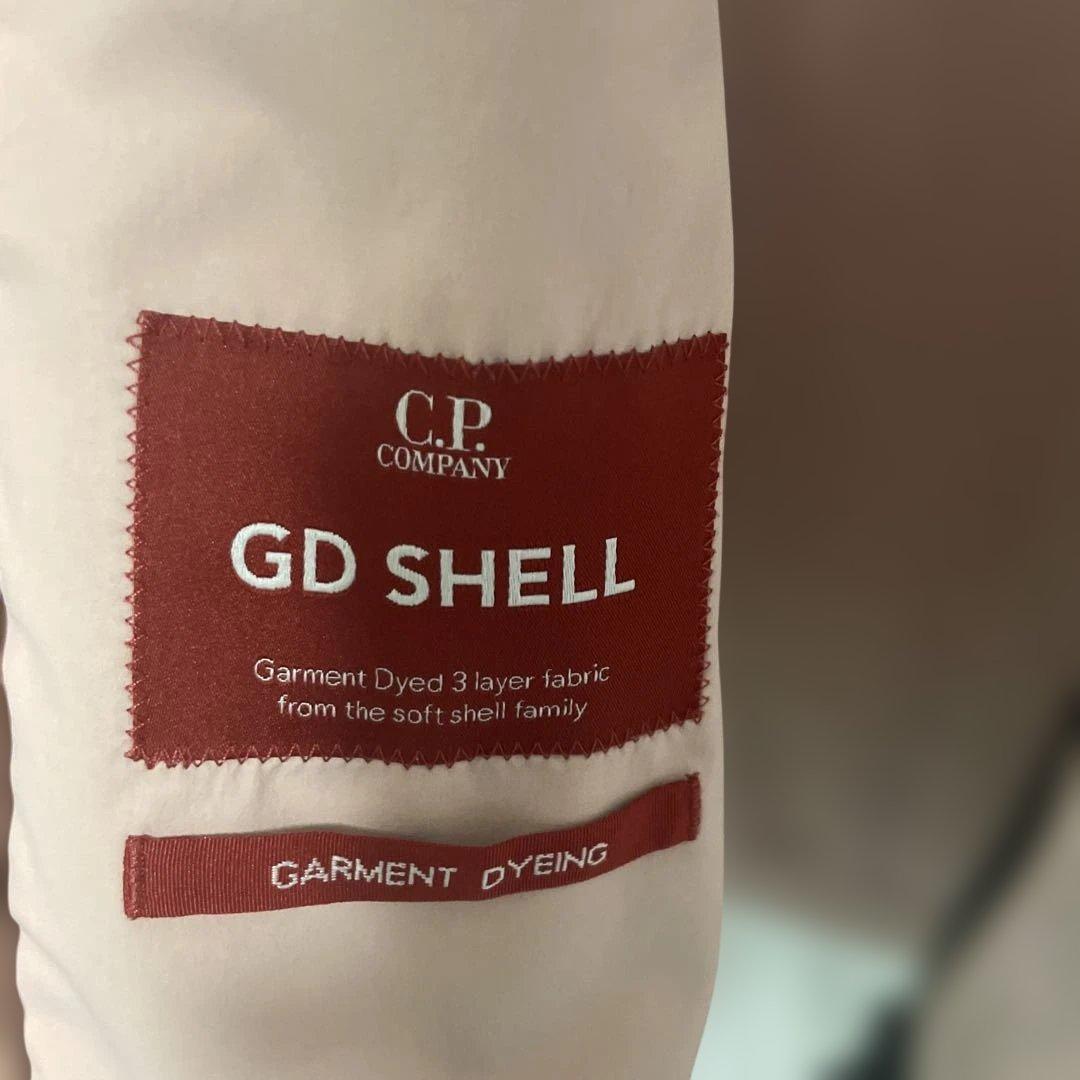 C.P.
COMPANY
GD SHELL
Garment Dyed 3 layer fabric
from the soft shell family
GARMENT DYEING